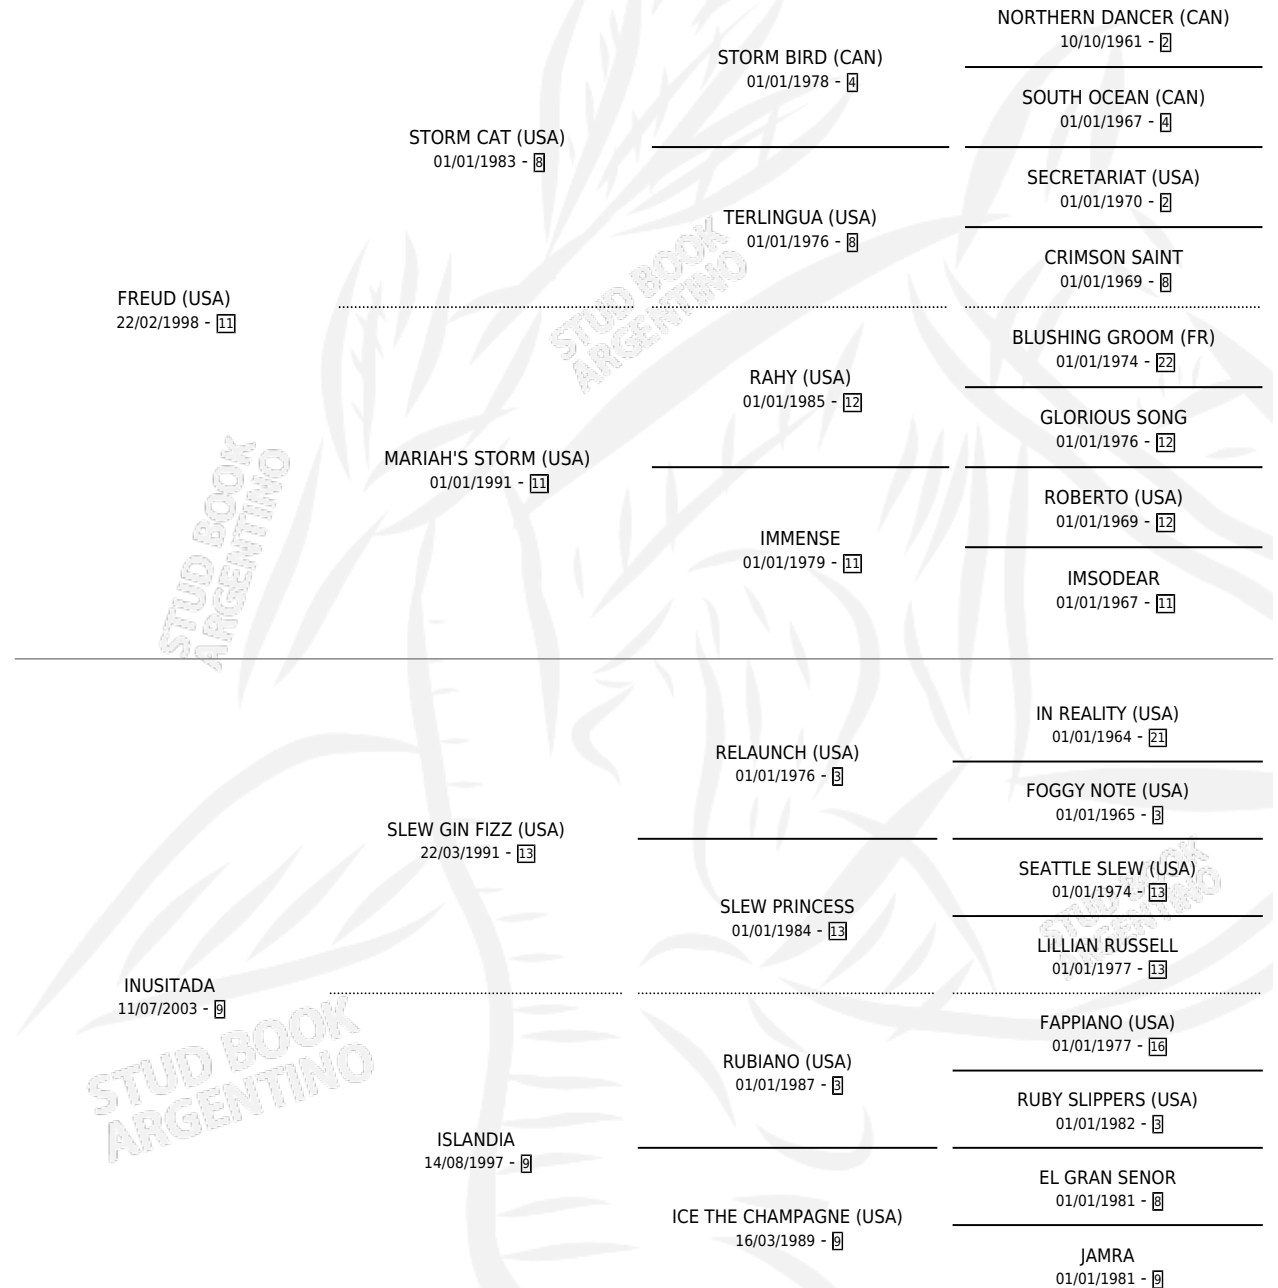 NORTHERN DANCER (CAN)
10/10/1961 - 2
STORM BIRD (CAN)
01/01/1978 - 4
SOUTH OCEAN (CAN)
01/01/1967 - 4
STORM CAT (USA)
01/01/1983 - 8
SECRETARIAT (USA)
01/01/1970 - 2
TERLINGUA (USA)
01/01/1976 - 8
CRIMSON SAINT
01/01/1969 - 8
STUD BOOK
ARGENTINO
FREUD (USA)
22/02/1998 - 11
BLUSHING GROOM (FR)
01/01/1974 - 22
RAHY (USA)
01/01/1985 - 12
GLORIOUS SONG
01/01/1976 - 12
MARIAH'S STORM (USA)
01/01/1991 - 11
ROBERTO (USA)
01/01/1969 - 12
IMMENSE
01/01/1979 - 11
IMSODEAR
01/01/1967 - 11
STUD BOOK
ARGENTINO
IN REALITY (USA)
01/01/1964 - 21
RELAUNCH (USA)
01/01/1976 - 3
FOGGY NOTE (USA)
01/01/1965 - 3
SLEW GIN FIZZ (USA)
22/03/1991 - 13
SEATTLE SLEW (USA)
01/01/1974 - 13
SLEW PRINCESS
01/01/1984 - 13
LILLIAN RUSSELL
01/01/1977 - 13
STUD BOOK
ARGENTINO
INUSITADA
11/07/2003 - 9
FAPPIANO (USA)
01/01/1977 - 16
RUBIANO (USA)
01/01/1987 - 3
RUBY SLIPPERS (USA)
01/01/1982 - 3
STUD BOOK
ARGENTINO
ISLANDIA
14/08/1997 - 9
EL GRAN SENOR
01/01/1981 - 8
ICE THE CHAMPAGNE (USA)
16/03/1989 - 9
JAMRA
01/01/1981 - 9